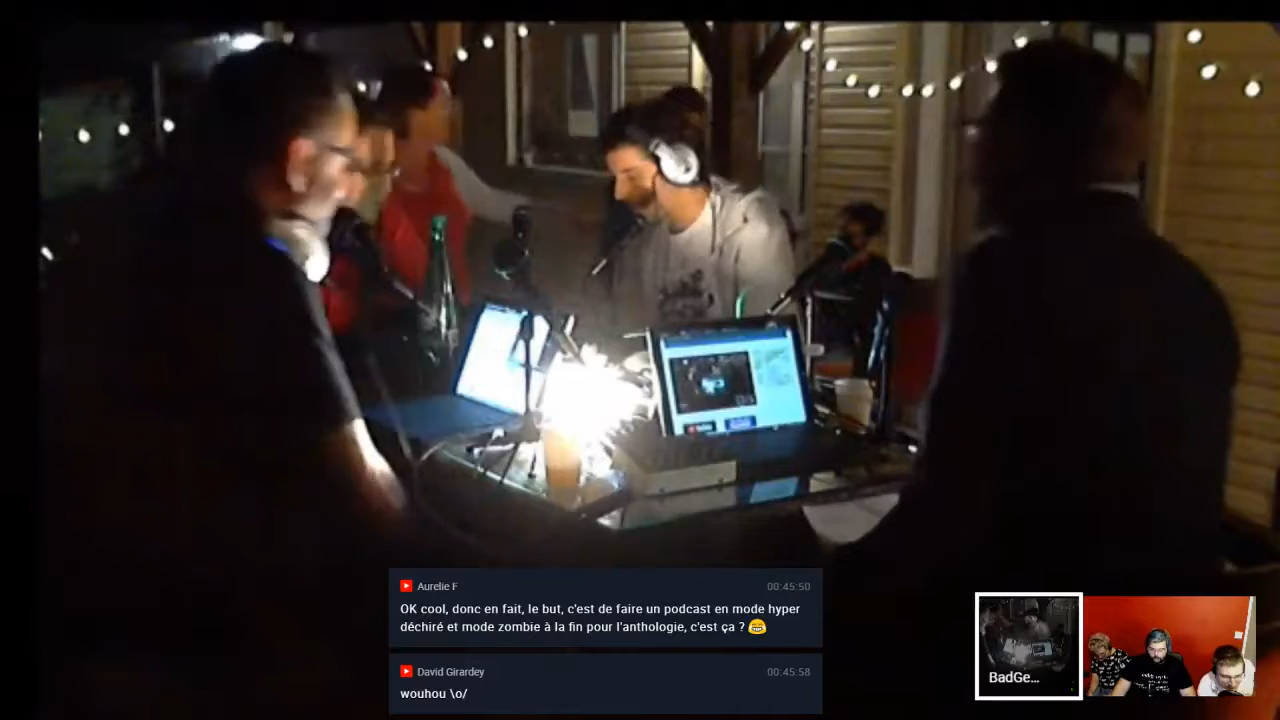 Aurelie F 00:45:50
OK cool, donc en fait, le but, c'est de faire un podcast en mode hyper
déchiré et mode zombie à la fin pour l'anthologie, c'est ça ? 😁
David Girardey 00:45:58
wouhou \o/
BadGe...